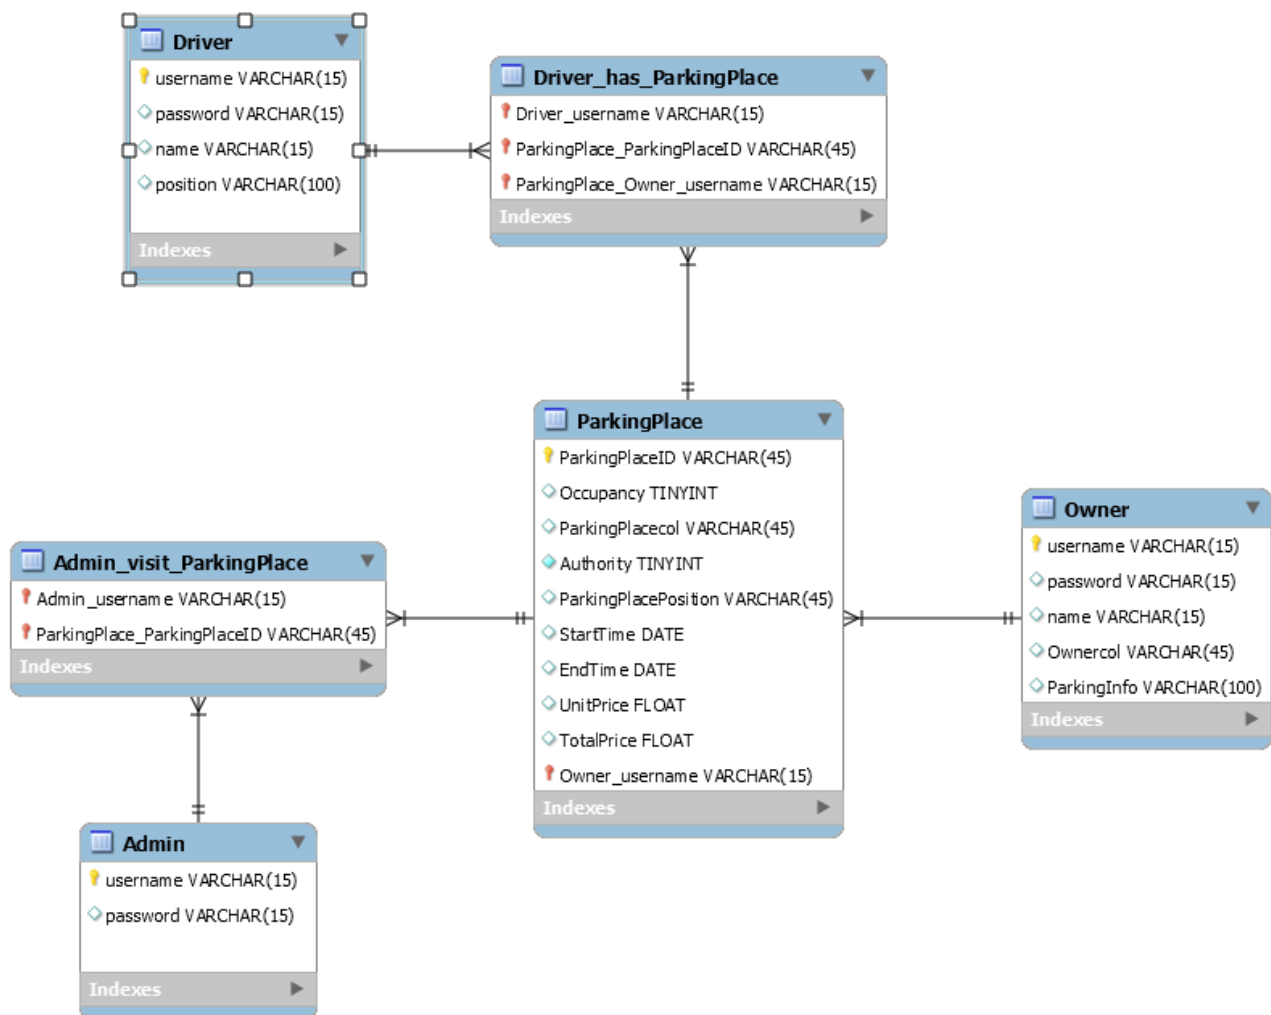 Driver
username VARCHAR(15)
password VARCHAR(15)
name VARCHAR(15)
position VARCHAR(100)
Indexes
Driver_has_ParkingPlace
Driver_username VARCHAR(15)
ParkingPlace_ParkingPlaceID VARCHAR(45)
ParkingPlace_Owner_username VARCHAR(15)
Indexes
ParkingPlace
ParkingPlaceID VARCHAR(45)
Occupancy TINYINT
ParkingPlacecol VARCHAR(45)
Authority TINYINT
ParkingPlacePosition VARCHAR(45)
StartTime DATE
EndTime DATE
UnitPrice FLOAT
TotalPrice FLOAT
Owner_username VARCHAR(15)
Indexes
Owner
username VARCHAR(15)
password VARCHAR(15)
name VARCHAR(15)
Ownercol VARCHAR(45)
ParkingInfo VARCHAR(100)
Indexes
Admin_visit_ParkingPlace
Admin_username VARCHAR(15)
ParkingPlace_ParkingPlaceID VARCHAR(45)
Indexes
Admin
username VARCHAR(15)
password VARCHAR(15)
Indexes